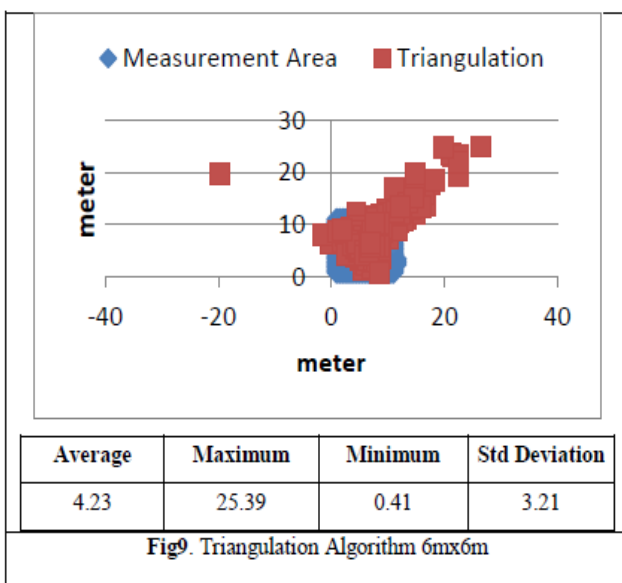 Measurement Area Triangulation
30
20
10
0
-40 -20 0 20 40
meter
meter
Average Maximum Minimum Std Deviation
4.23 25.39 0.41 3.21
Fig9. Triangulation Algorithm 6mx6m